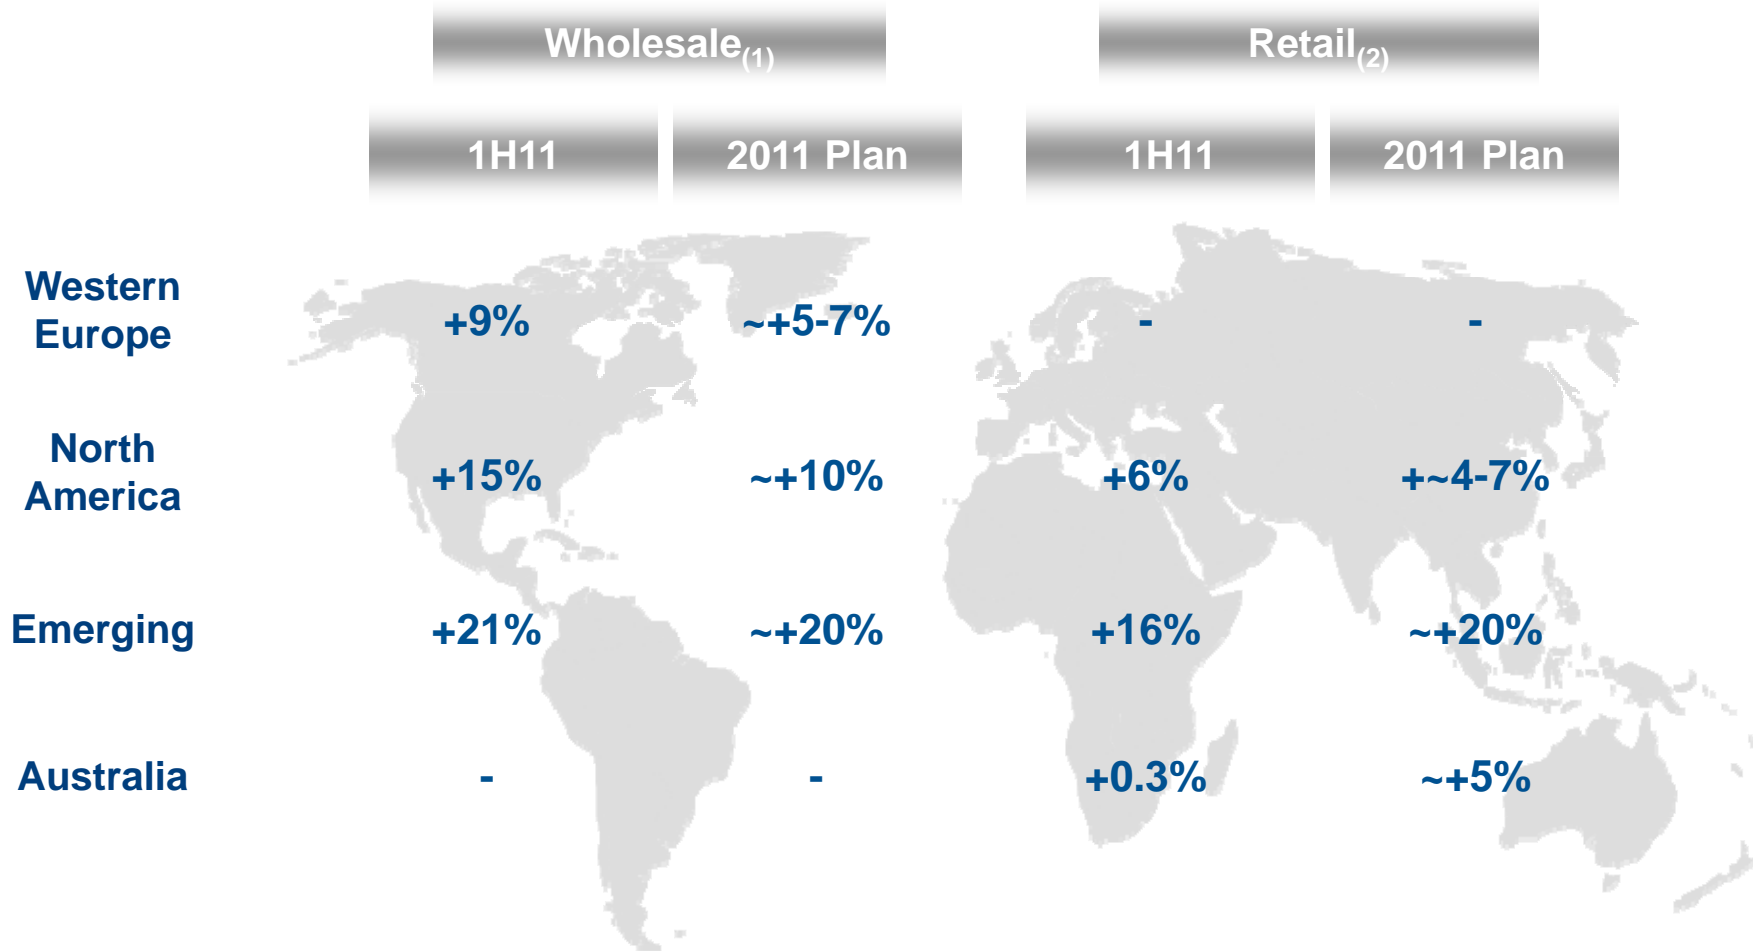 Wholesale(1) Retail(2)
1H11 2011 Plan 1H11 2011 Plan
Western
Europe
+9% ~+5-7% - -
North
America
+15% ~+10% +6% +~4-7%
Emerging +21% ~+20% +16% ~+20%
Australia - - +0.3% ~+5%